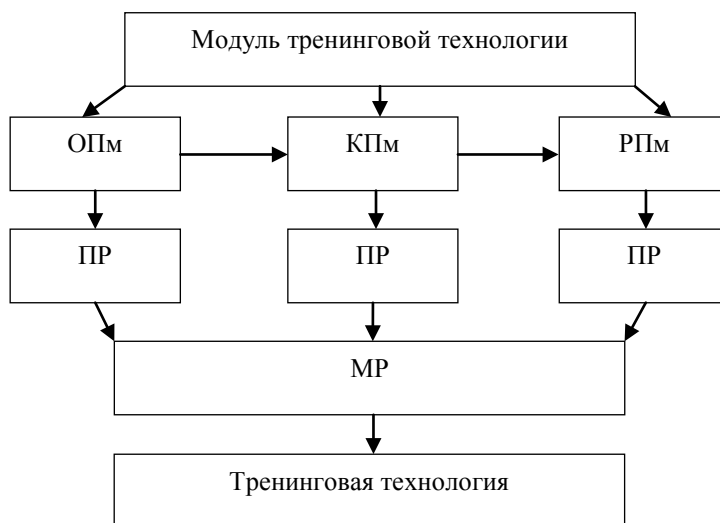 Модуль тренинговой технологии
ОПм
КПм
РПм
ПР
ПР
ПР
МР
Тренинговая технология